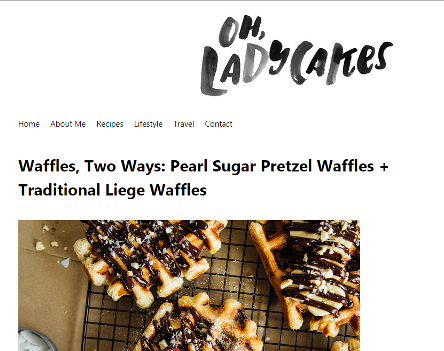 OH,
LADYCAKES
Home About Me Recipes Lifestyle Travel Contact
Waffles, Two Ways: Pearl Sugar Pretzel Waffles +
Traditional Liege Waffles